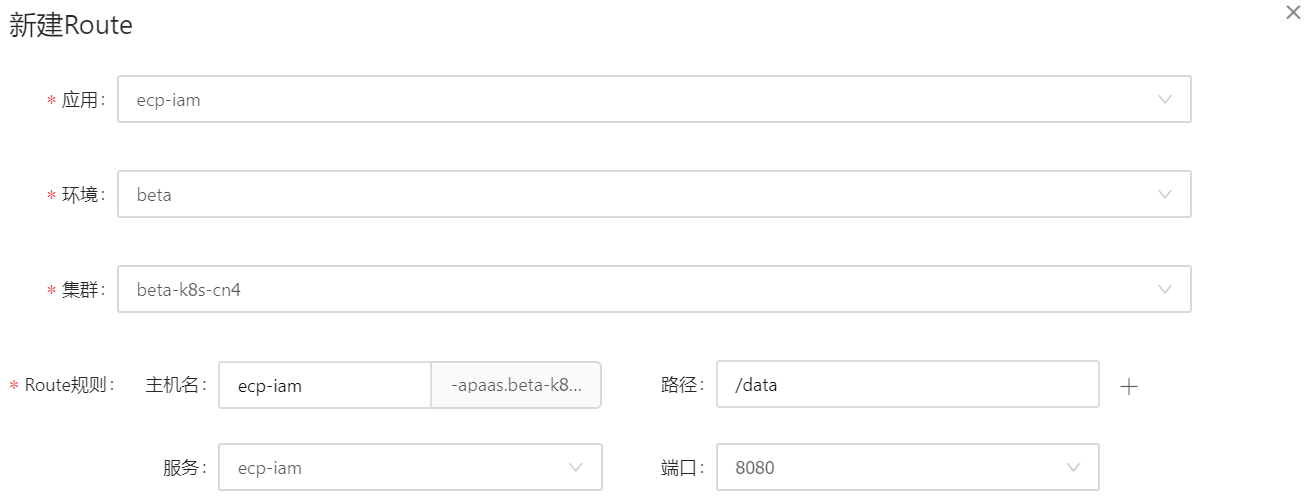 新建Route
* 应用： ecp-iam
* 环境： beta
* 集群： beta-k8s-cn4
* Route规则： 主机名： ecp-iam -apaas.beta-k8... 路径： /data
服务： ecp-iam 端口： 8080